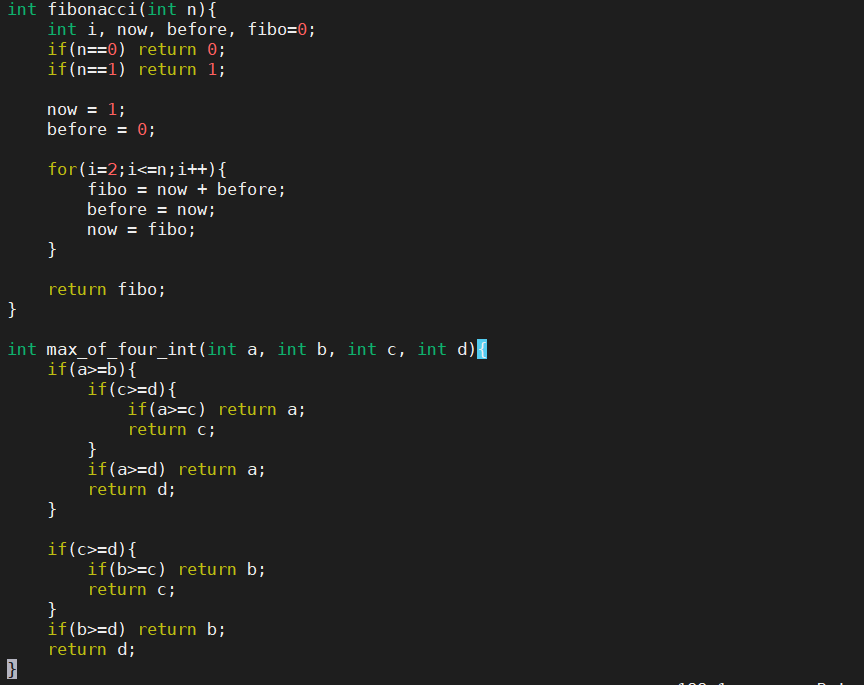 int fibonacci(int n){
    int i, now, before, fibo=0;
    if(n==0) return 0;
    if(n==1) return 1;

    now = 1;
    before = 0;

    for(i=2;i<=n;i++){
        fibo = now + before;
        before = now;
        now = fibo;
    }

    return fibo;
}

int max_of_four_int(int a, int b, int c, int d){
    if(a>=b){
        if(c>=d){
            if(a>=c) return a;
            return c;
        }
        if(a>=d) return a;
        return d;
    }

    if(c>=d){
        if(b>=c) return b;
        return c;
    }
    if(b>=d) return b;
    return d;
}